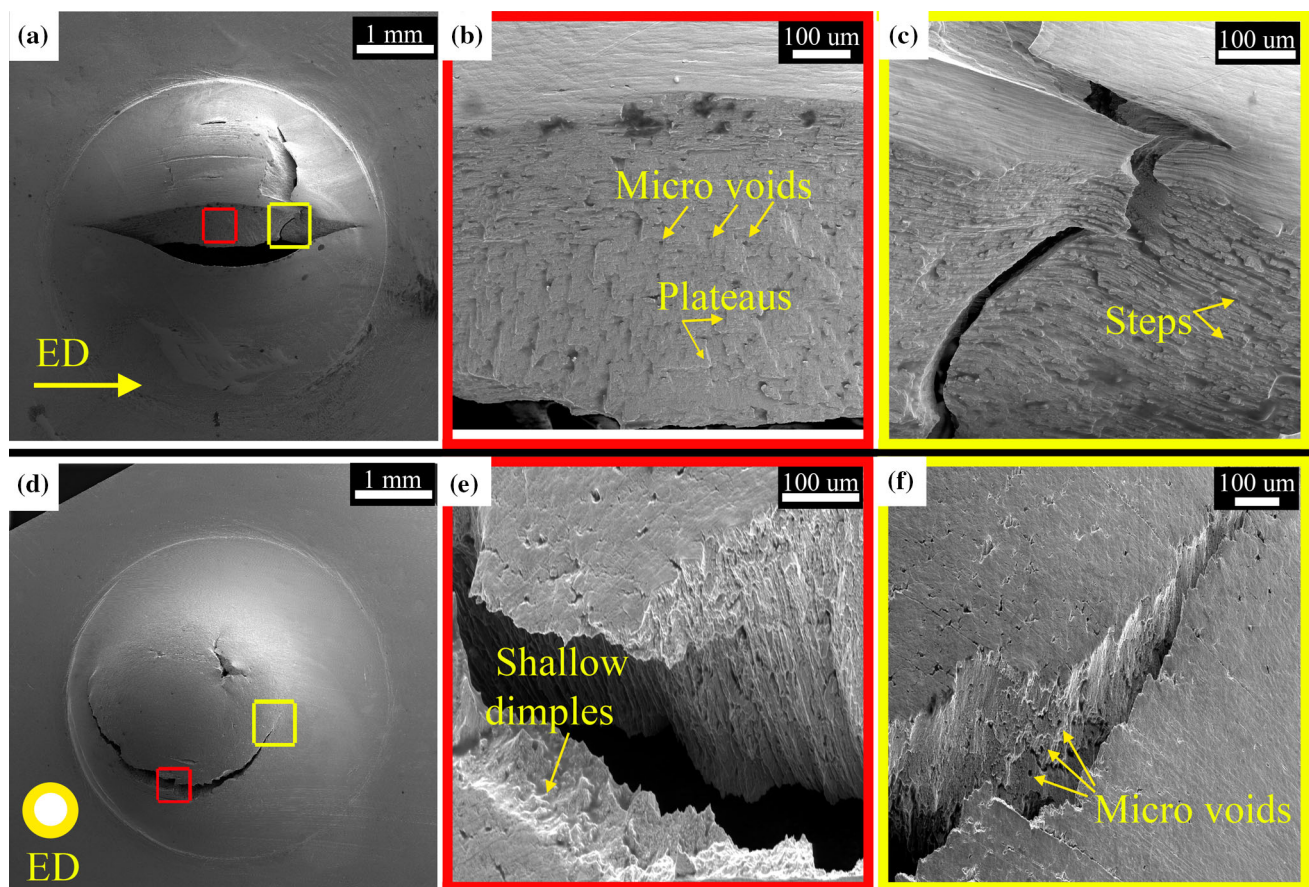 (a)
1 mm
ED
(b)
100 um
Micro voids
Plateaus
(c)
100 um
Steps
(d)
1 mm
ED
(e)
100 um
Shallow
dimples
(f)
100 um
Micro voids